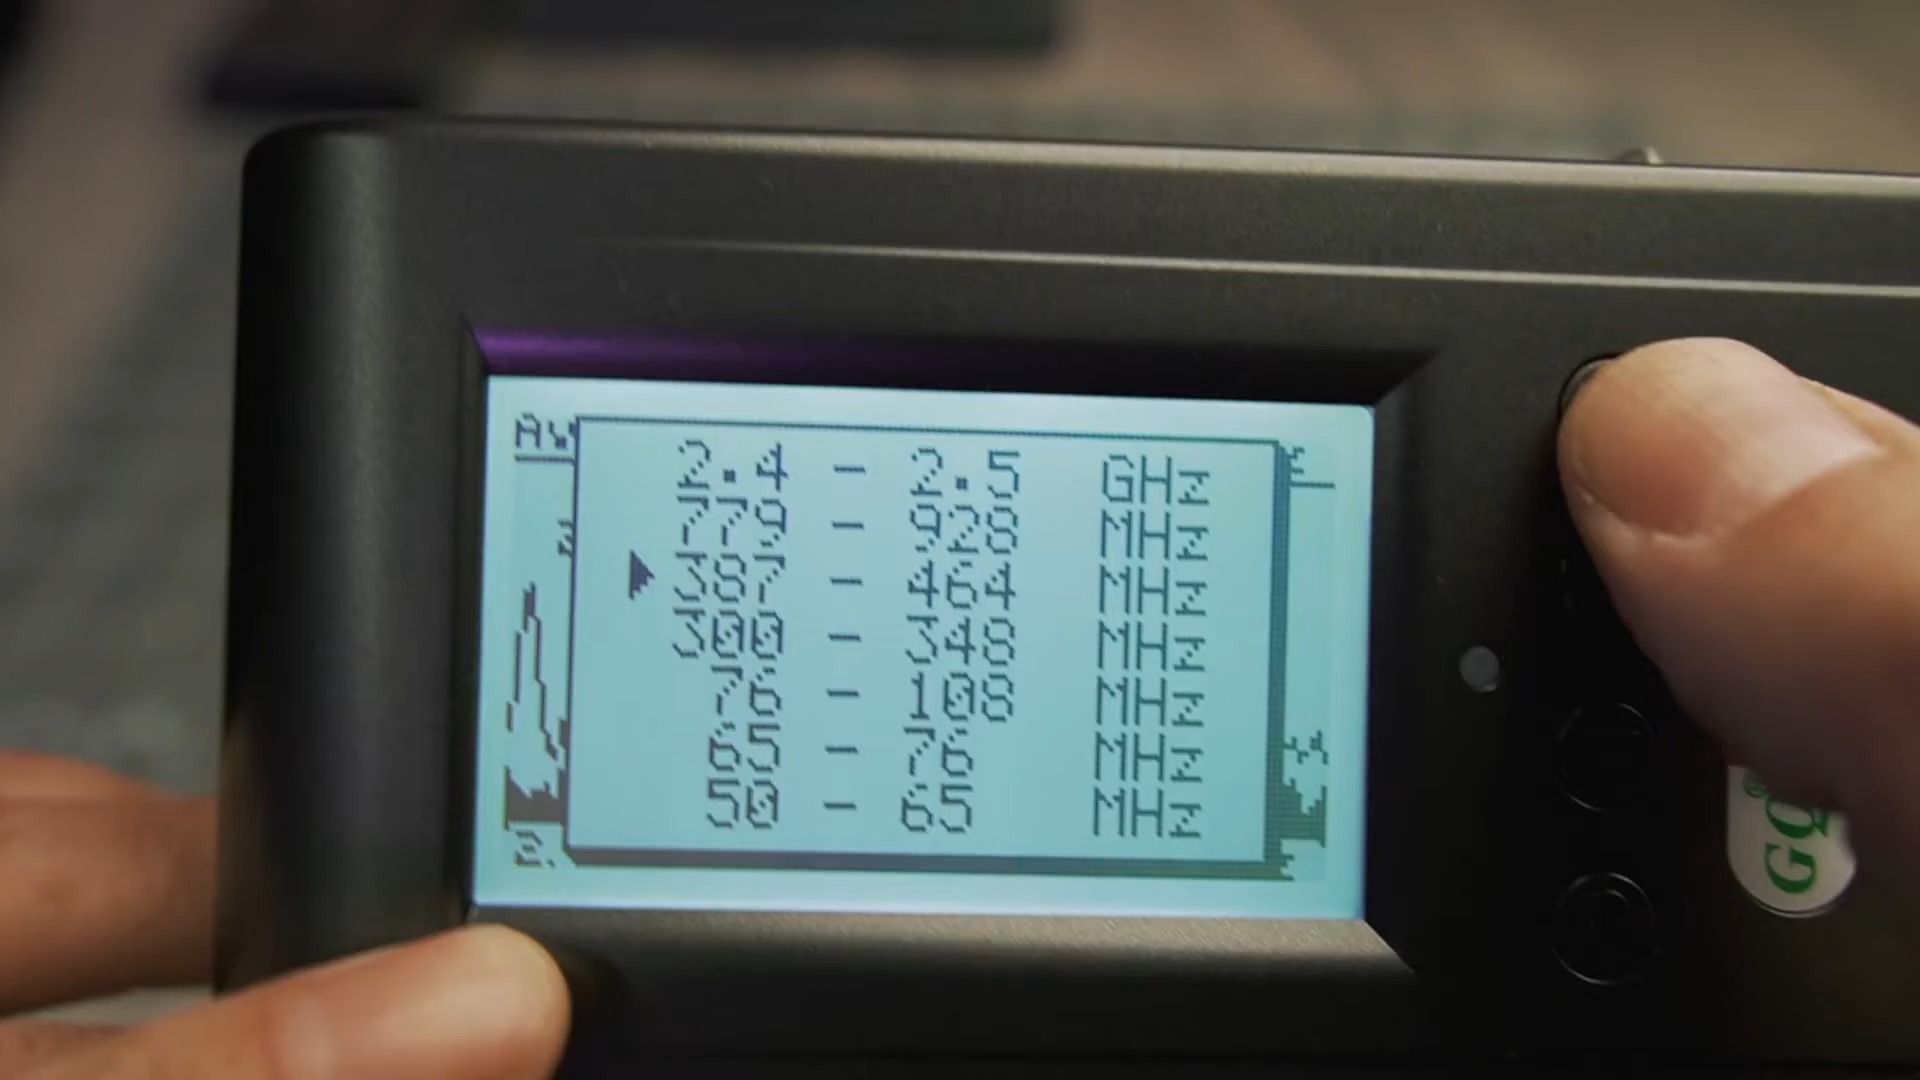 2.4 - 2.5 GHz
779 - 928 MHz
387 - 464 MHz
300 - 348 MHz
76 - 108 MHz
65 - 76 MHz
50 - 65 MHz
GQ